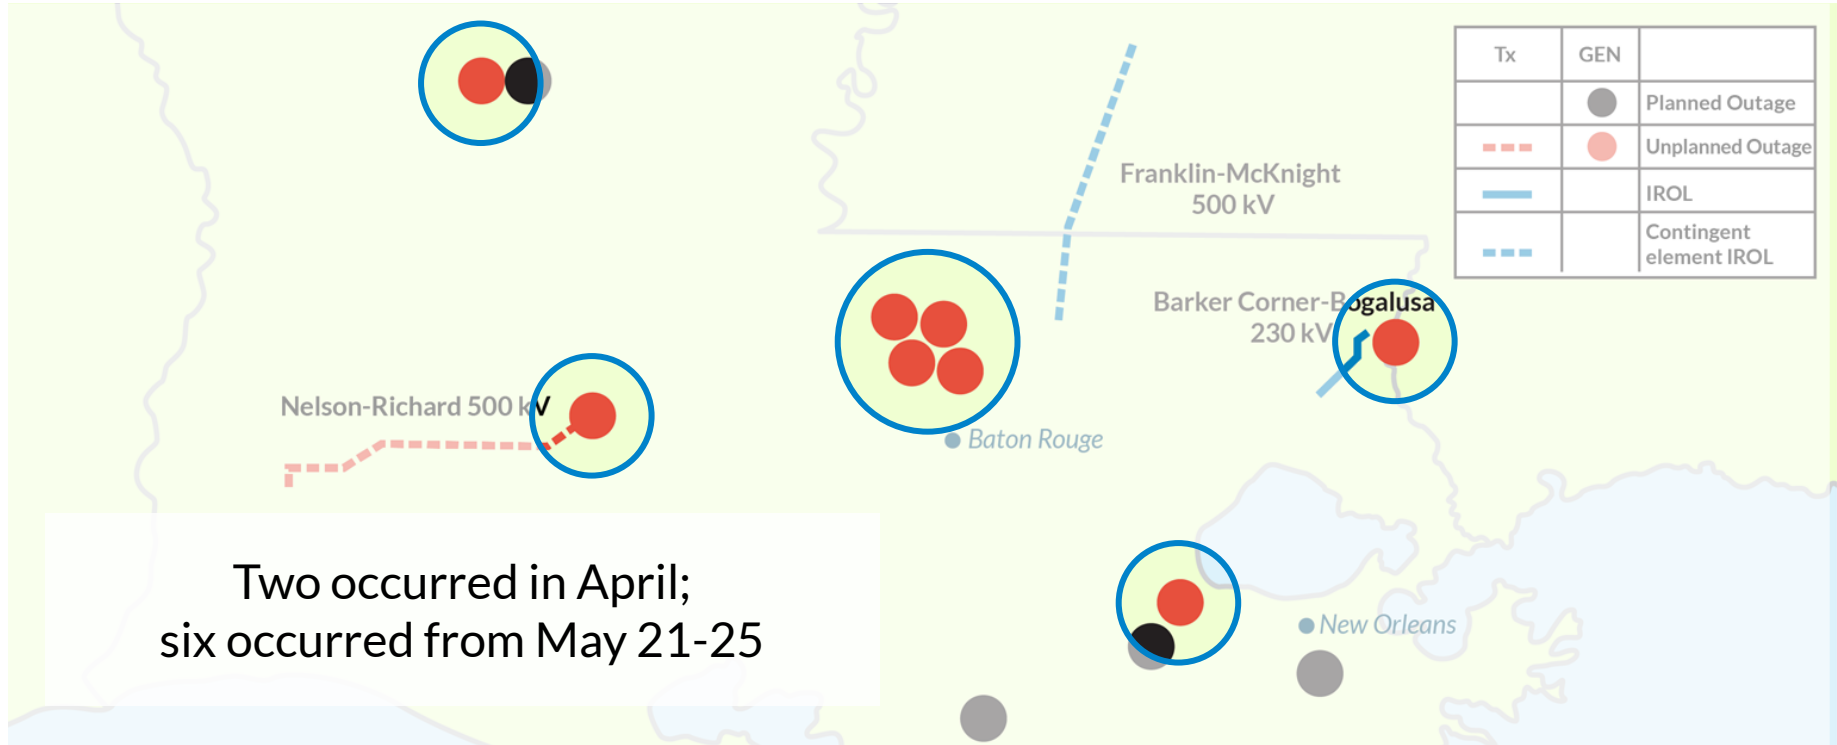 Tx GEN
Planned Outage
Unplanned Outage
IROL
Contingent
element IROL
Franklin-McKnight
500 kV
Barker Corner-Bogalusa
230 kV
Nelson-Richard 500 kV
Baton Rouge
Two occurred in April;
six occurred from May 21-25
New Orleans